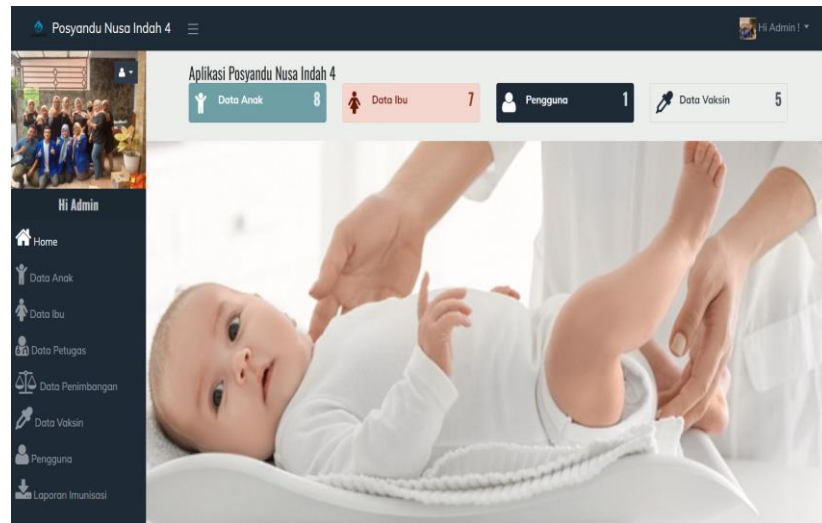 Posyandu Nusa Indah 4
Hi Admin !
Aplikasi Posyandu Nusa Indah 4
Data Anak 8
Data Ibu 7
Pengguna 1
Data Vaksin 5
Hi Admin
Home
Data Anak
Data Ibu
Data Petugas
Data Penimbangan
Data Vaksin
Pengguna
Laporan Imunisasi